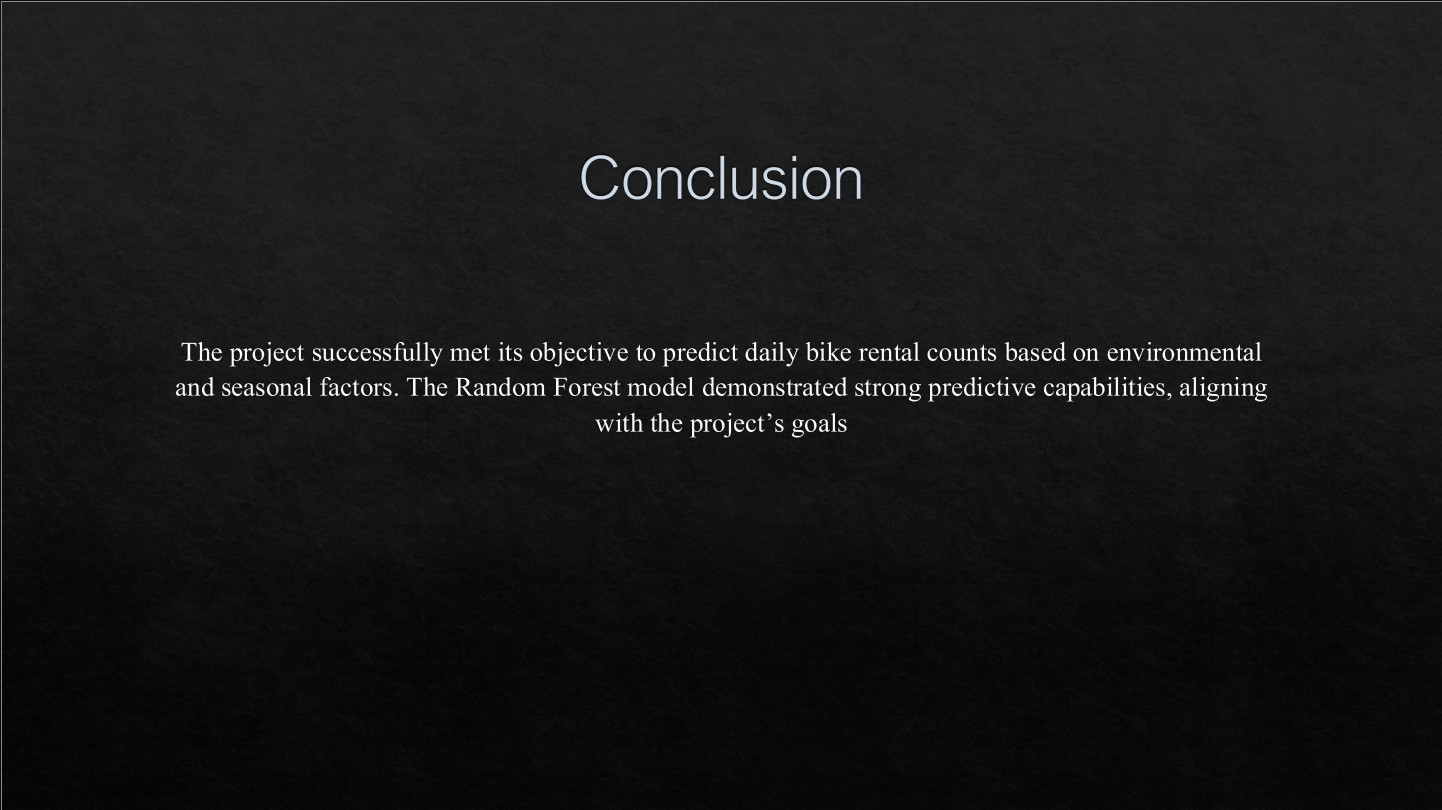 Conclusion
The project successfully met its objective to predict daily bike rental counts based on environmental
and seasonal factors. The Random Forest model demonstrated strong predictive capabilities, aligning
with the project’s goals